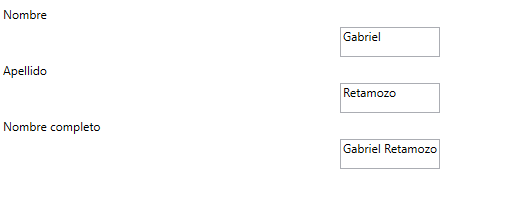 Nombre
Gabriel
Apellido
Retamozo
Nombre completo
Gabriel Retamozo